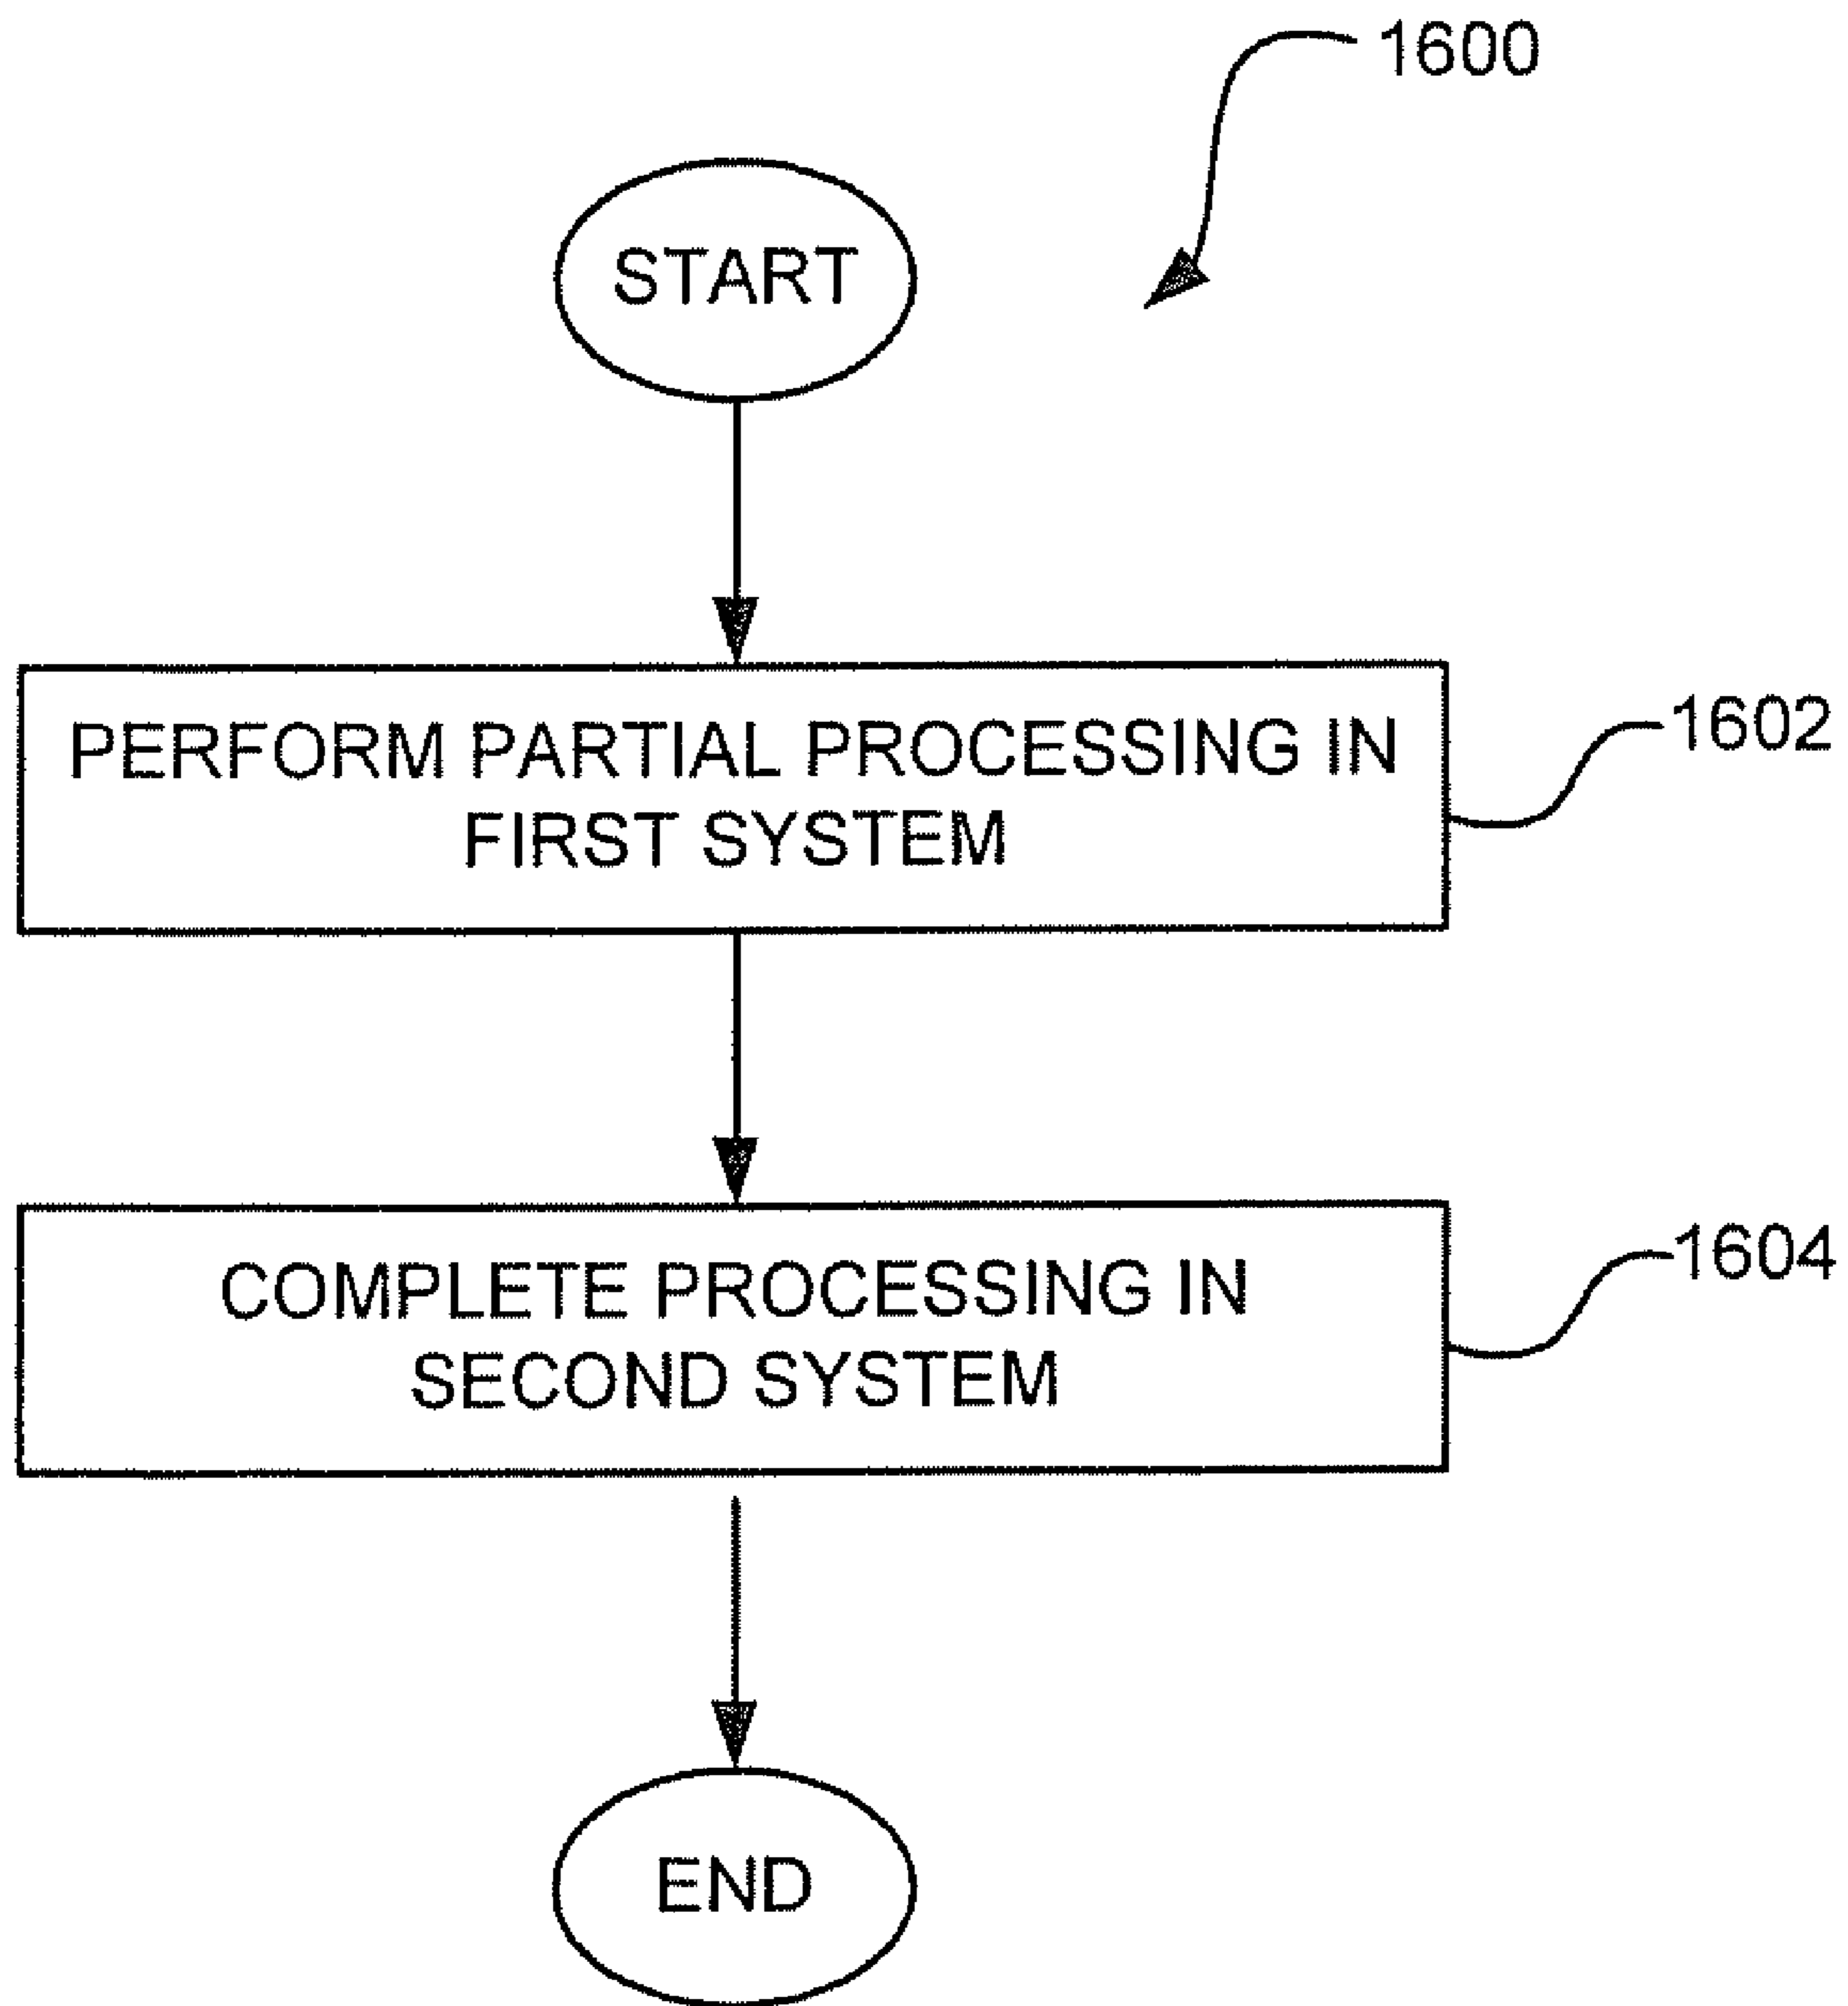 1600
START
PERFORM PARTIAL PROCESSING IN
FIRST SYSTEM
1602
COMPLETE PROCESSING IN
SECOND SYSTEM
1604
END